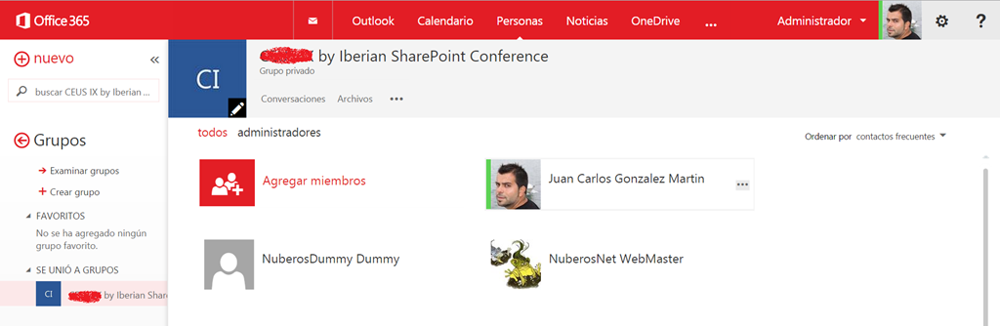 Office 365
Outlook Calendario Personas Noticias OneDrive ... Administrador ?
nuevo «
buscar CEUS IX by Iberian ...
CI
by Iberian SharePoint Conference
Grupo privado
Conversaciones Archivos ...
todos administradores
Ordenar por contactos frecuentes
Grupos
Examinar grupos
Crear grupo
FAVORITOS
No se ha agregado ningún
grupo favorito.
SE UNIÓ A GRUPOS
CI by Iberian Shar
Agregar miembros
Juan Carlos Gonzalez Martin ...
NuberosDummy Dummy
NuberosNet WebMaster